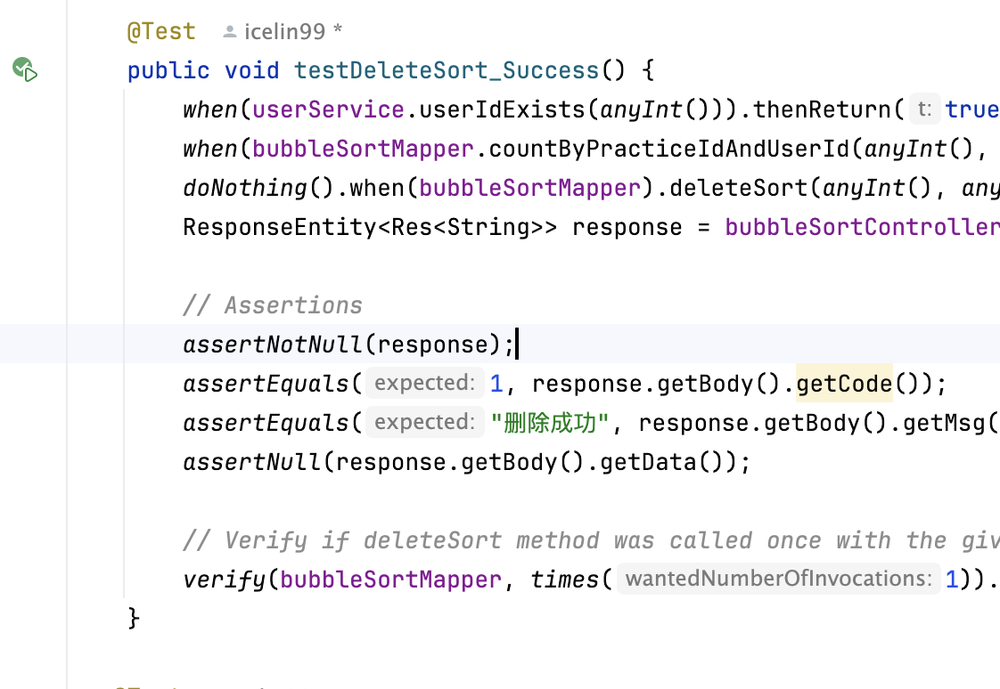 @Test icelin99 *
public void testDeleteSort_Success() {
when(userService.userIdExists(anyInt())).thenReturn( t: true
when(bubbleSortMapper.countByPracticeIdAndUserId(anyInt(),
doNothing().when(bubbleSortMapper).deleteSort(anyInt(), any
ResponseEntity<Res<String>> response = bubbleSortController
// Assertions
assertNotNull(response);
assertEquals( expected: 1, response.getBody().getCode());
assertEquals( expected: "删除成功", response.getBody().getMsg(
assertNull(response.getBody().getData());
// Verify if deleteSort method was called once with the giv
verify(bubbleSortMapper, times( wantedNumberOfInvocations: 1)).
}